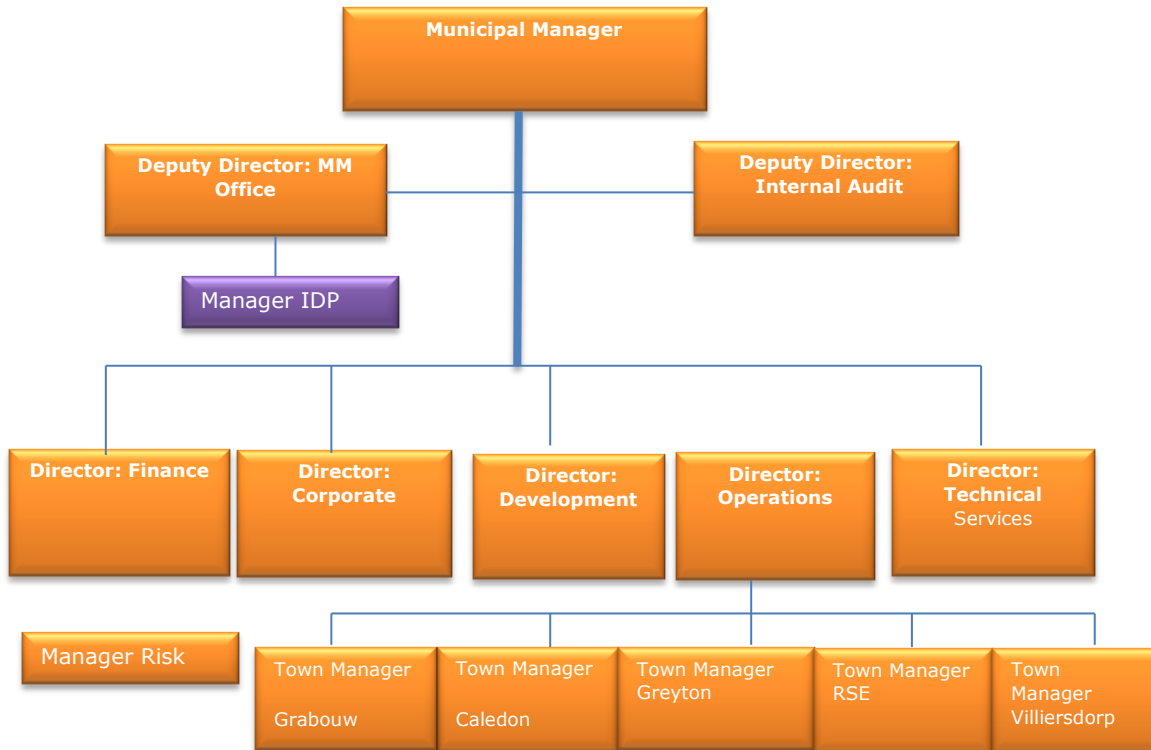 Municipal Manager
Deputy Director: MM
Office
Deputy Director:
Internal Audit
Manager IDP
Director: Finance
Director:
Corporate
Director:
Development
Director:
Operations
Director:
Technical
Services
Manager Risk
Town Manager
Grabouw
Town Manager
Caledon
Town Manager
Greyton
Town Manager
RSE
Town
Manager
Villiersdorp